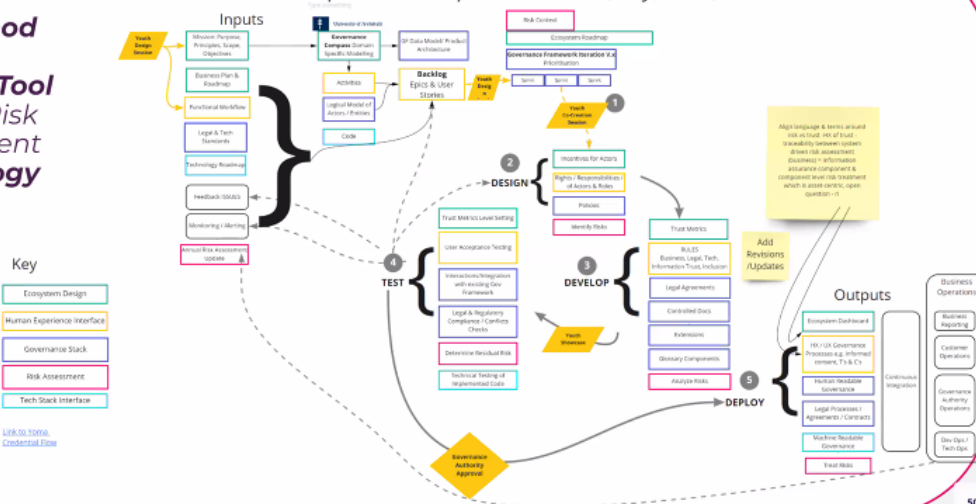 od
Tool
Risk
ent
ogy
Key
Ecosystem Design
Human Experience Interface
Governance Stack
Risk Assessment
Tech Stack Interface
Link to Yoma
Credential Flow
Inputs
Youth
Design
Session
Mission: Purpose,
Principles, Scope,
Objectives
Business Plan &
Roadmap
Functional Workflow
Legal & Tech
Standards
Technology Roadmap
Feedback ISSUES
Monitoring / Alerting
Annual Risk Assessment
Update
Governance
Compass Domain
Specific Modelling
Activities
Logical Model of
Actors / Entities
Code
GF Data Model/ Product
Architecture
Backlog
Epics & User
Stories
Youth
Desig
n
Risk Context
Ecosystem Roadmap
Governance Framework Iteration V.x
Prioritisation
Youth
Co-Creation
Session
1
2
DESIGN
Incentives for Actors
Rights / Responsibilities /
of Actors & Roles
Policies
Identify Risks
3
DEVELOP
Trust Metrics
RULES
Business, Legal, Tech,
Information Trust, Inclusion
Legal Agreements
Controlled Docs
Extensions
Glossary Components
Analyze Risks
4
TEST
Trust Metrics Level Setting
User Acceptance Testing
Interactions/Integration
with existing Gov
Framework
Legal & Regulatory
Compliance / Conflicts
Checks
Determine Residual Risk
Technical Testing of
Implemented Code
Youth
Showcase
Governance
Authority
Approval
5
DEPLOY
Align language & terms around
risk vs trust. HX of trust -
traceability between system
driven risk assessment
(business) + information
assurance component &
component level risk treatment
which is asset-centric, open
question - rl
Add
Revisions
/Updates
Outputs
Ecosystem Dashboard
HX / UX Governance
Processes e.g. informed
consent, T's & C's
Human Readable
Governance
Legal Processes /
Agreements / Contracts
Machine Readable
Governance
Treat Risks
Continuous
Integration
Business
Operations
Business
Reporting
Customer
Operations
Governance
Authority
Operations
Dev Ops /
Tech Ops